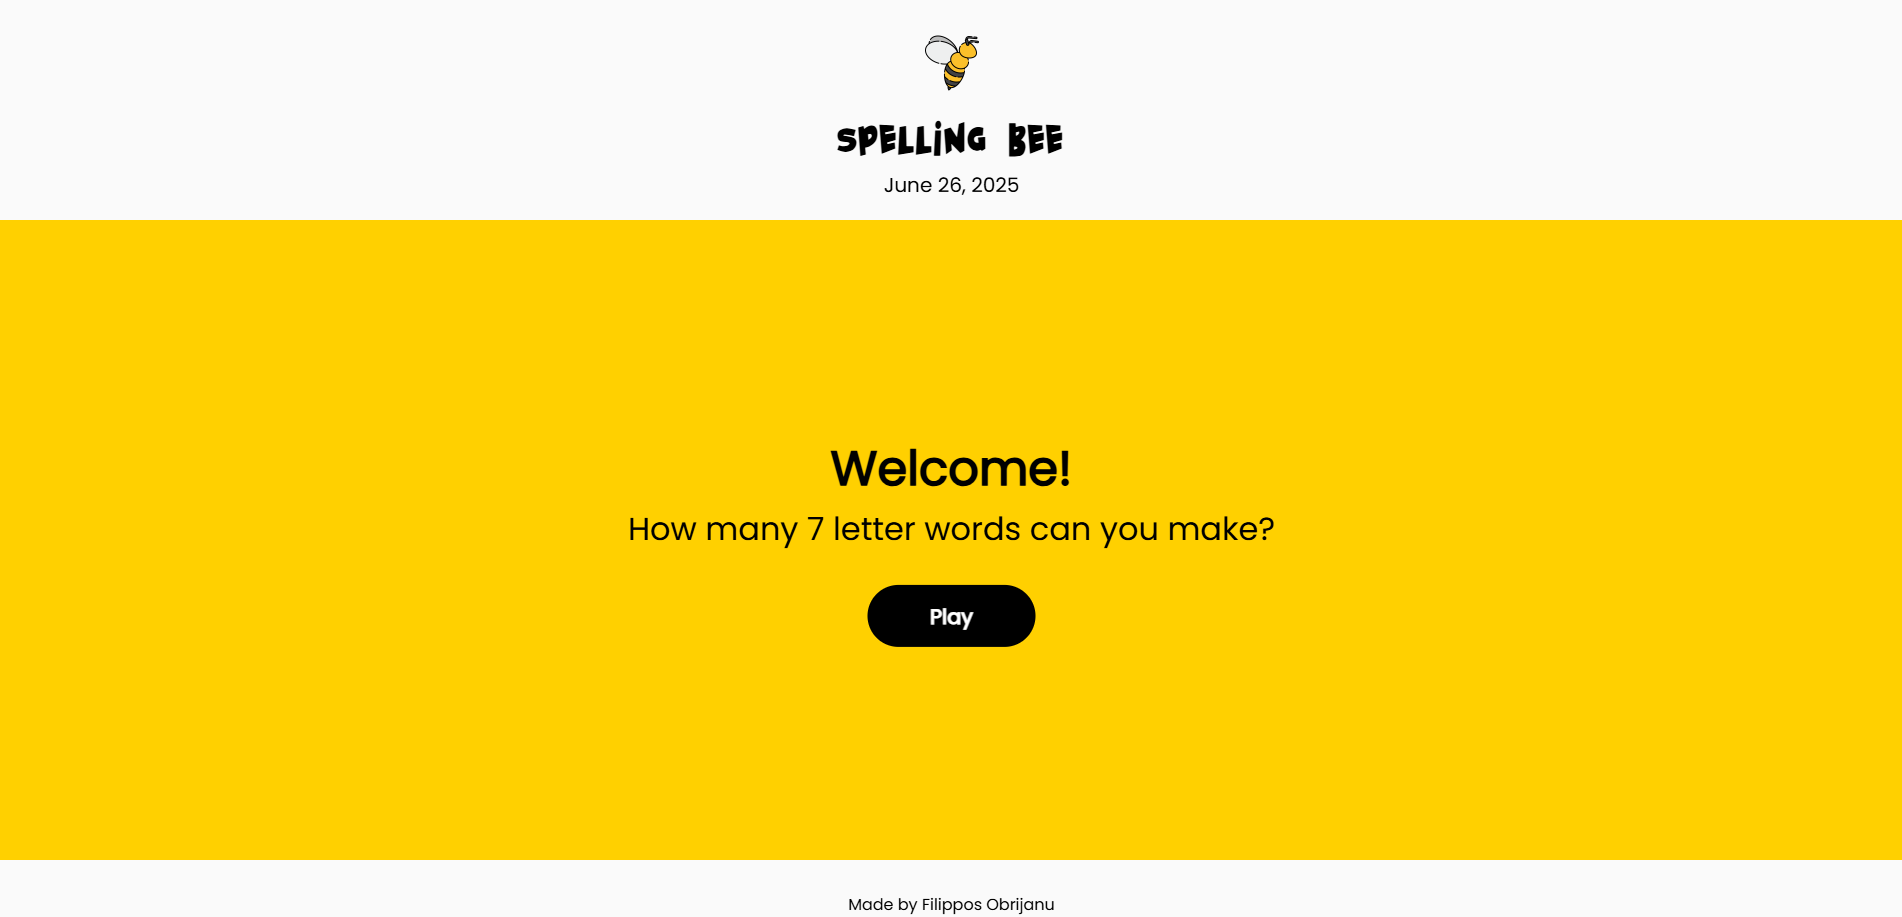 SPELLiNG BEE
June 26, 2025
Welcome!
How many 7 letter words can you make?
Play
Made by Filippos Obrijanu